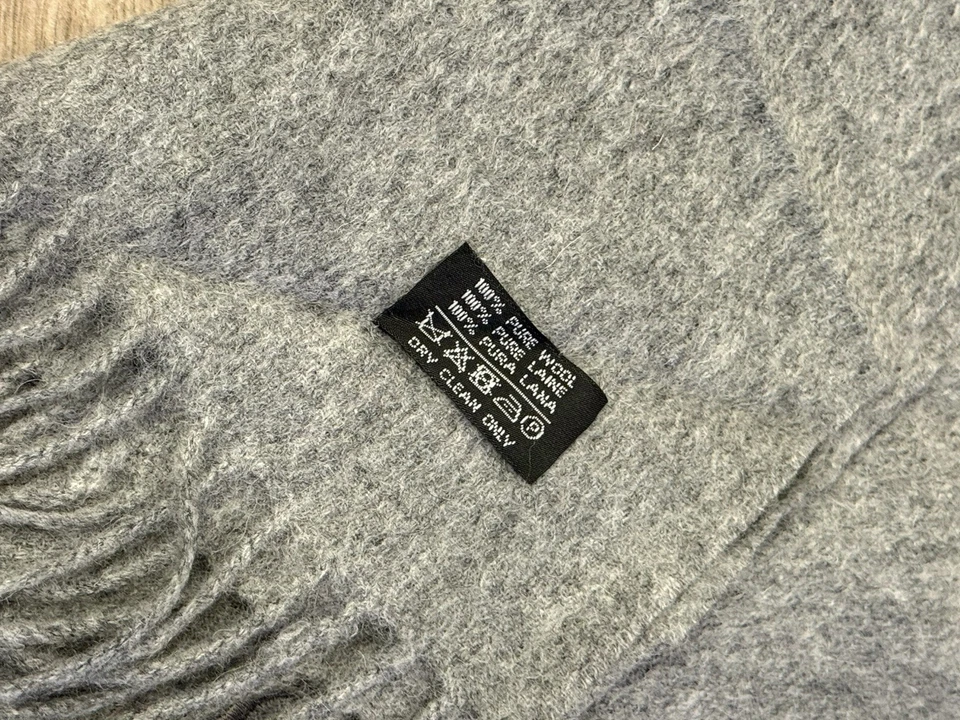 100% PURE WOOL
100% PURE LAINE
100% PURA LANA
P
DRY CLEAN ONLY